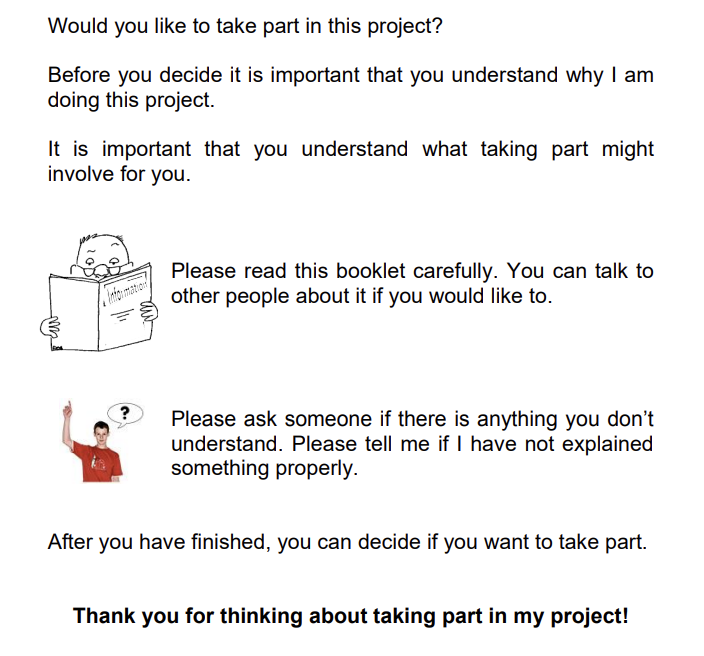 Would you like to take part in this project?
Before you decide it is important that you understand why I am
doing this project.
It is important that you understand what taking part might
involve for you.
Information
Please read this booklet carefully. You can talk to
other people about it if you would like to.
?
Please ask someone if there is anything you don’t
understand. Please tell me if I have not explained
something properly.
After you have finished, you can decide if you want to take part.
Thank you for thinking about taking part in my project!